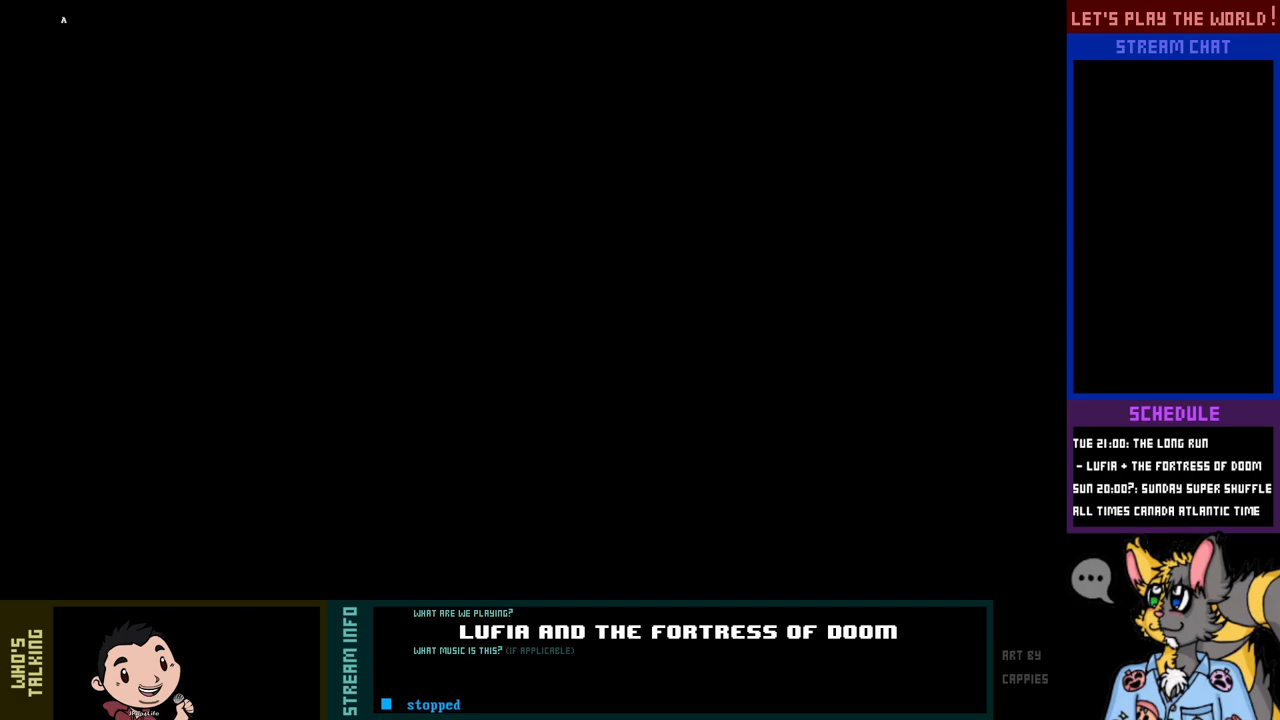 A
LET'S PLAY THE WORLD!
STREAM CHAT
SCHEDULE
TUE 21:00: THE LONG RUN
- LUFIA + THE FORTRESS OF DOOM
SUN 20:00?: SUNDAY SUPER SHUFFLE
ALL TIMES CANADA ATLANTIC TIME
...
WHO'S
TALKING
STREAM INFO
WHAT ARE WE PLAYING?
LUFIA AND THE FORTRESS OF DOOM
WHAT MUSIC IS THIS? (IF APPLICABLE)
stopped
ART BY
CAPPIES